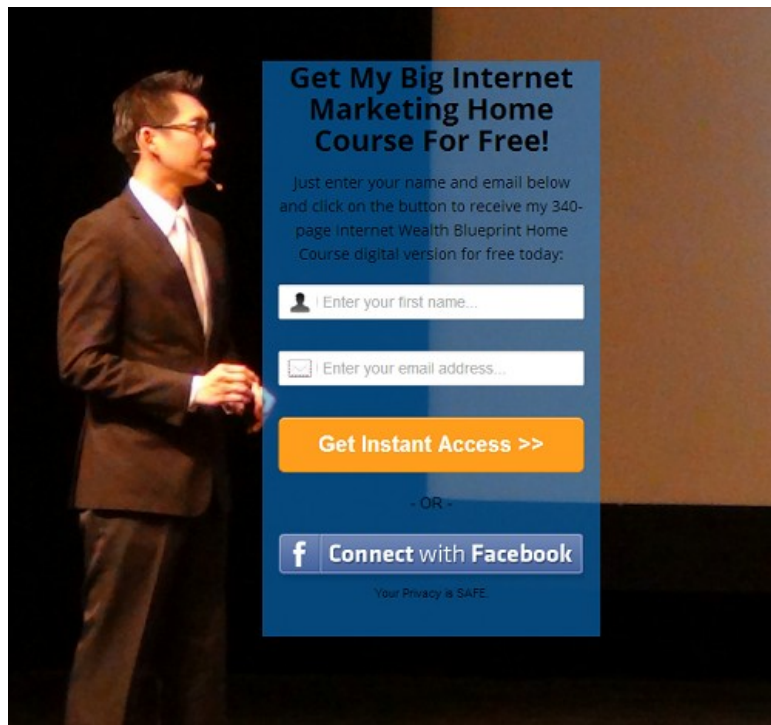 Get My Big Internet
Marketing Home
Course For Free!
Just enter your name and email below
and click on the button to receive my 340-
page Internet Wealth Blueprint Home
Course digital version for free today:
Enter your first name...
Enter your email address...
Get Instant Access >>
- OR -
f Connect with Facebook
Your Privacy is SAFE.